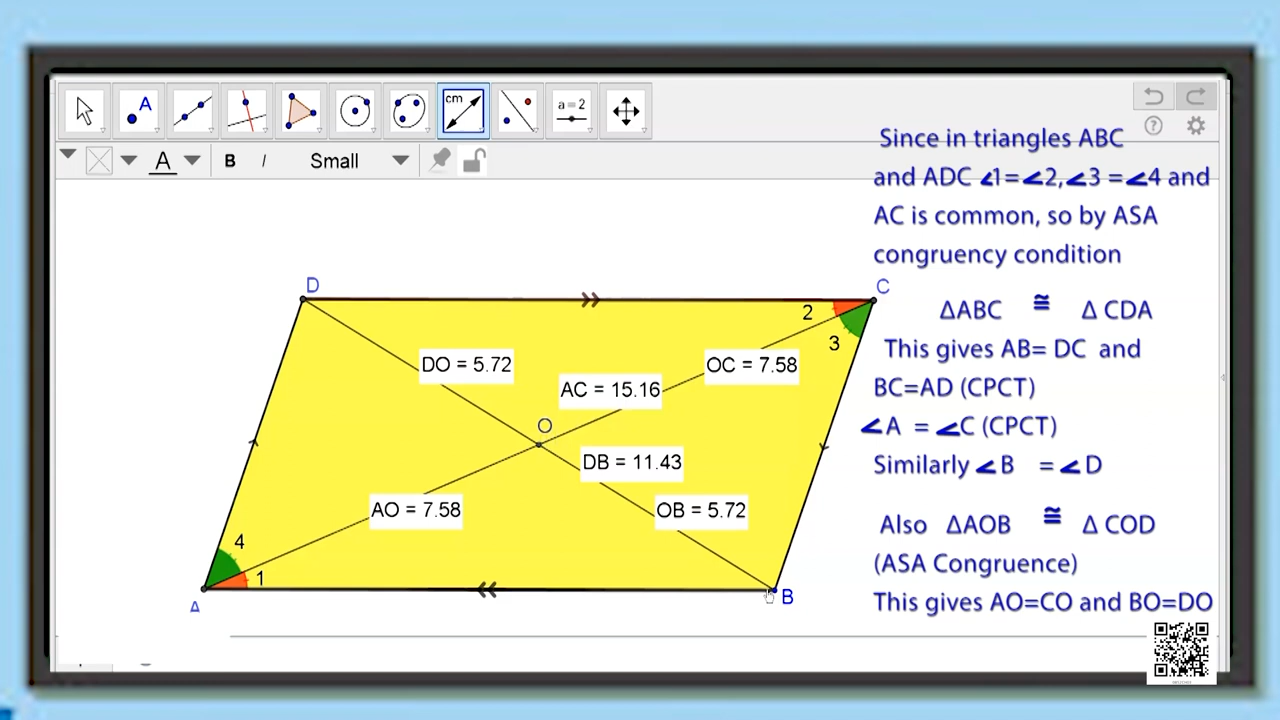 cm
A
a = 2
A
B
I
Small
Since in triangles ABC
and ADC ∠1=∠2,∠3 =∠4 and
AC is common, so by ASA
congruency condition
ΔABC ≅ Δ CDA
This gives AB= DC and
BC=AD (CPCT)
∠A = ∠C (CPCT)
Similarly ∠B = ∠D
Also ΔAOB ≅ Δ COD
(ASA Congruence)
This gives AO=CO and BO=DO
D
C
2
3
DO = 5.72
OC = 7.58
AC = 15.16
O
DB = 11.43
AO = 7.58
OB = 5.72
4
1
A
B